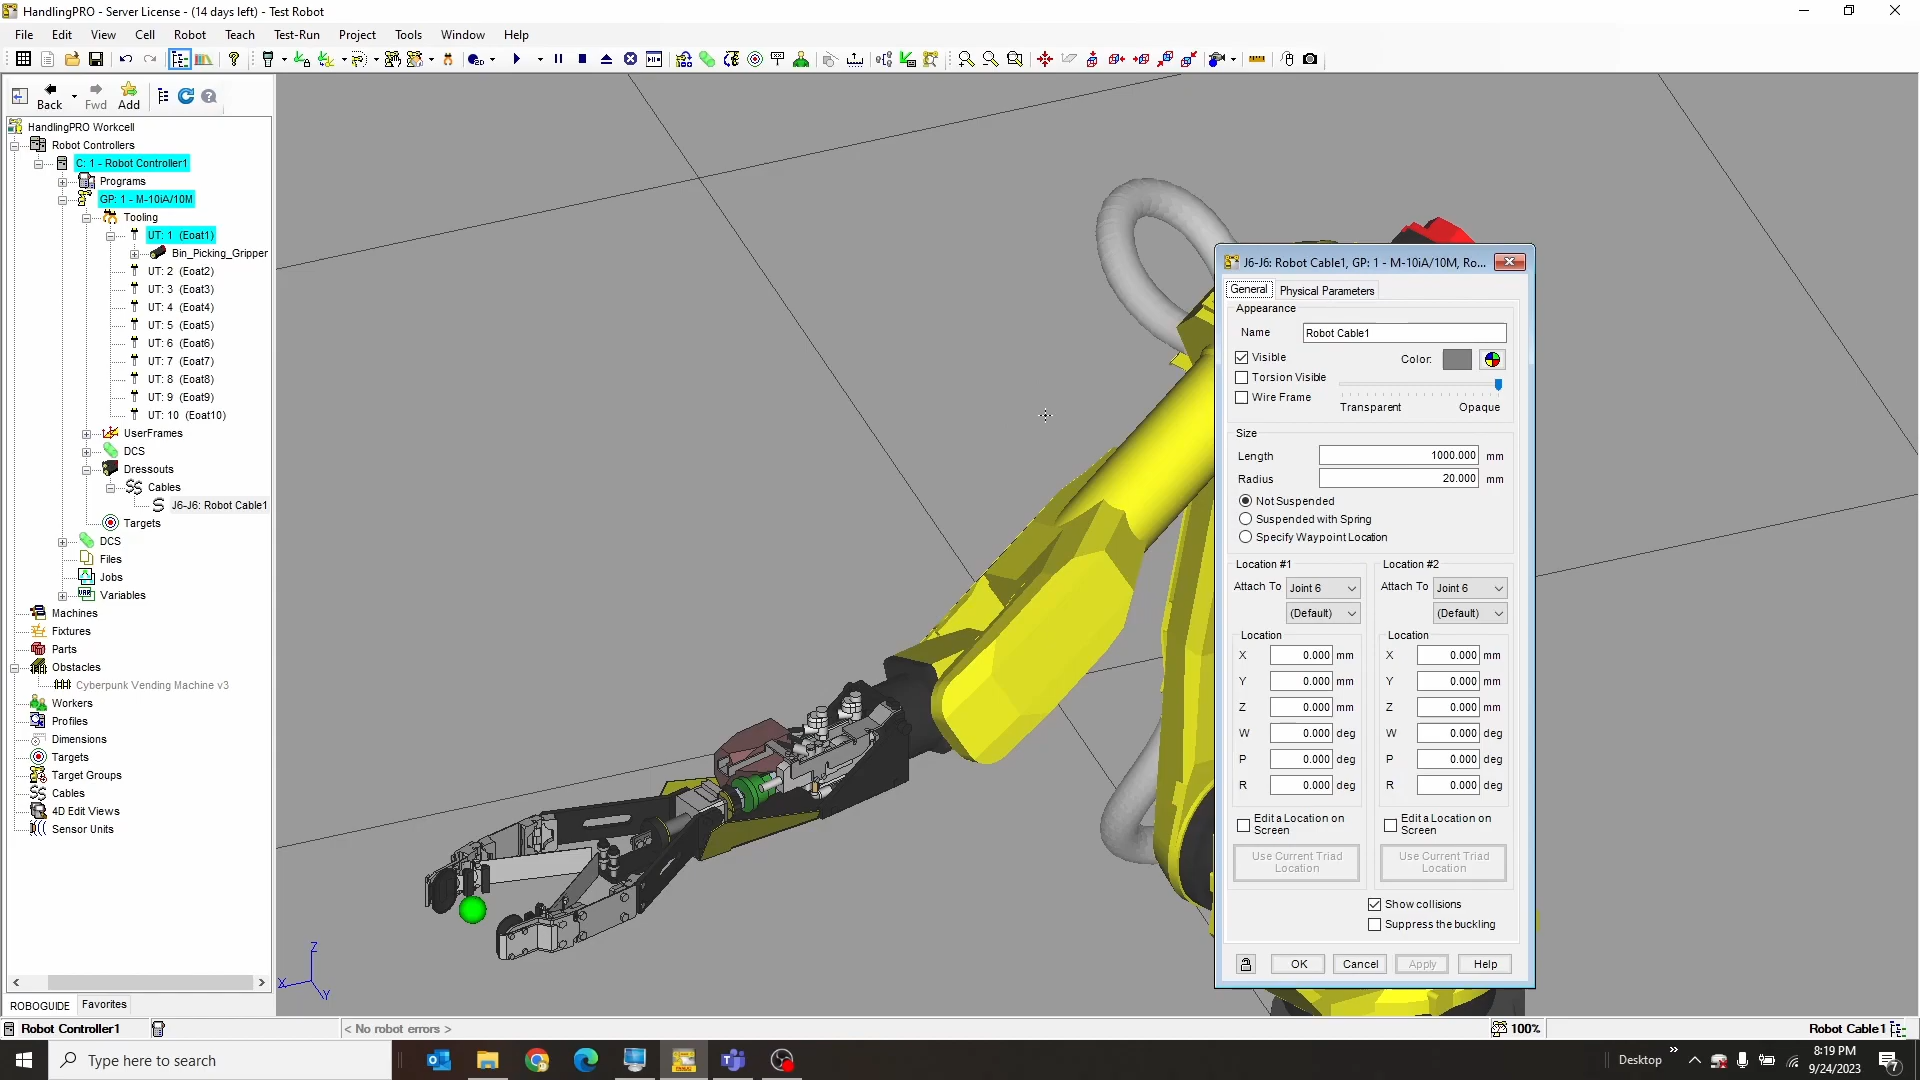 HandlingPRO - Server License - (14 days left) - Test Robot
File Edit View Cell Robot Teach Test-Run Project Tools Window Help
Back Fwd Add
HandlingPRO Workcell
Robot Controllers
C: 1 - Robot Controller1
Programs
GP: 1 - M-10iA/10M
Tooling
UT: 1 (Eoat1)
Bin_Picking_Gripper
UT: 2 (Eoat2)
UT: 3 (Eoat3)
UT: 4 (Eoat4)
UT: 5 (Eoat5)
UT: 6 (Eoat6)
UT: 7 (Eoat7)
UT: 8 (Eoat8)
UT: 9 (Eoat9)
UT: 10 (Eoat10)
UserFrames
DCS
Dressouts
Cables
J6-J6: Robot Cable1
Targets
DCS
Files
Jobs
Variables
Machines
Fixtures
Parts
Obstacles
Cyberpunk Vending Machine v3
Workers
Profiles
Dimensions
Targets
Target Groups
Cables
4D Edit Views
Sensor Units
ROBOGUIDE Favorites
Z
X
Y
J6-J6: Robot Cable1, GP: 1 - M-10iA/10M, Ro...
General Physical Parameters
Appearance
Name Robot Cable1
Visible Color:
Torsion Visible
Wire Frame
Transparent Opaque
Size
Length 1000.000 mm
Radius 20.000 mm
Not Suspended
Suspended with Spring
Specify Waypoint Location
Location #1 Location #2
Attach To Joint 6 Attach To Joint 6
(Default) (Default)
Location Location
X 0.000 mm X 0.000 mm
Y 0.000 mm Y 0.000 mm
Z 0.000 mm Z 0.000 mm
W 0.000 deg W 0.000 deg
P 0.000 deg P 0.000 deg
R 0.000 deg R 0.000 deg
Edit a Location on Screen Edit a Location on Screen
Use Current Triad Location Use Current Triad Location
Show collisions
Suppress the buckling
OK Cancel Apply Help
Robot Controller1 < No robot errors > 100% Robot Cable1
Type here to search
Desktop
8:19 PM
9/24/2023
7